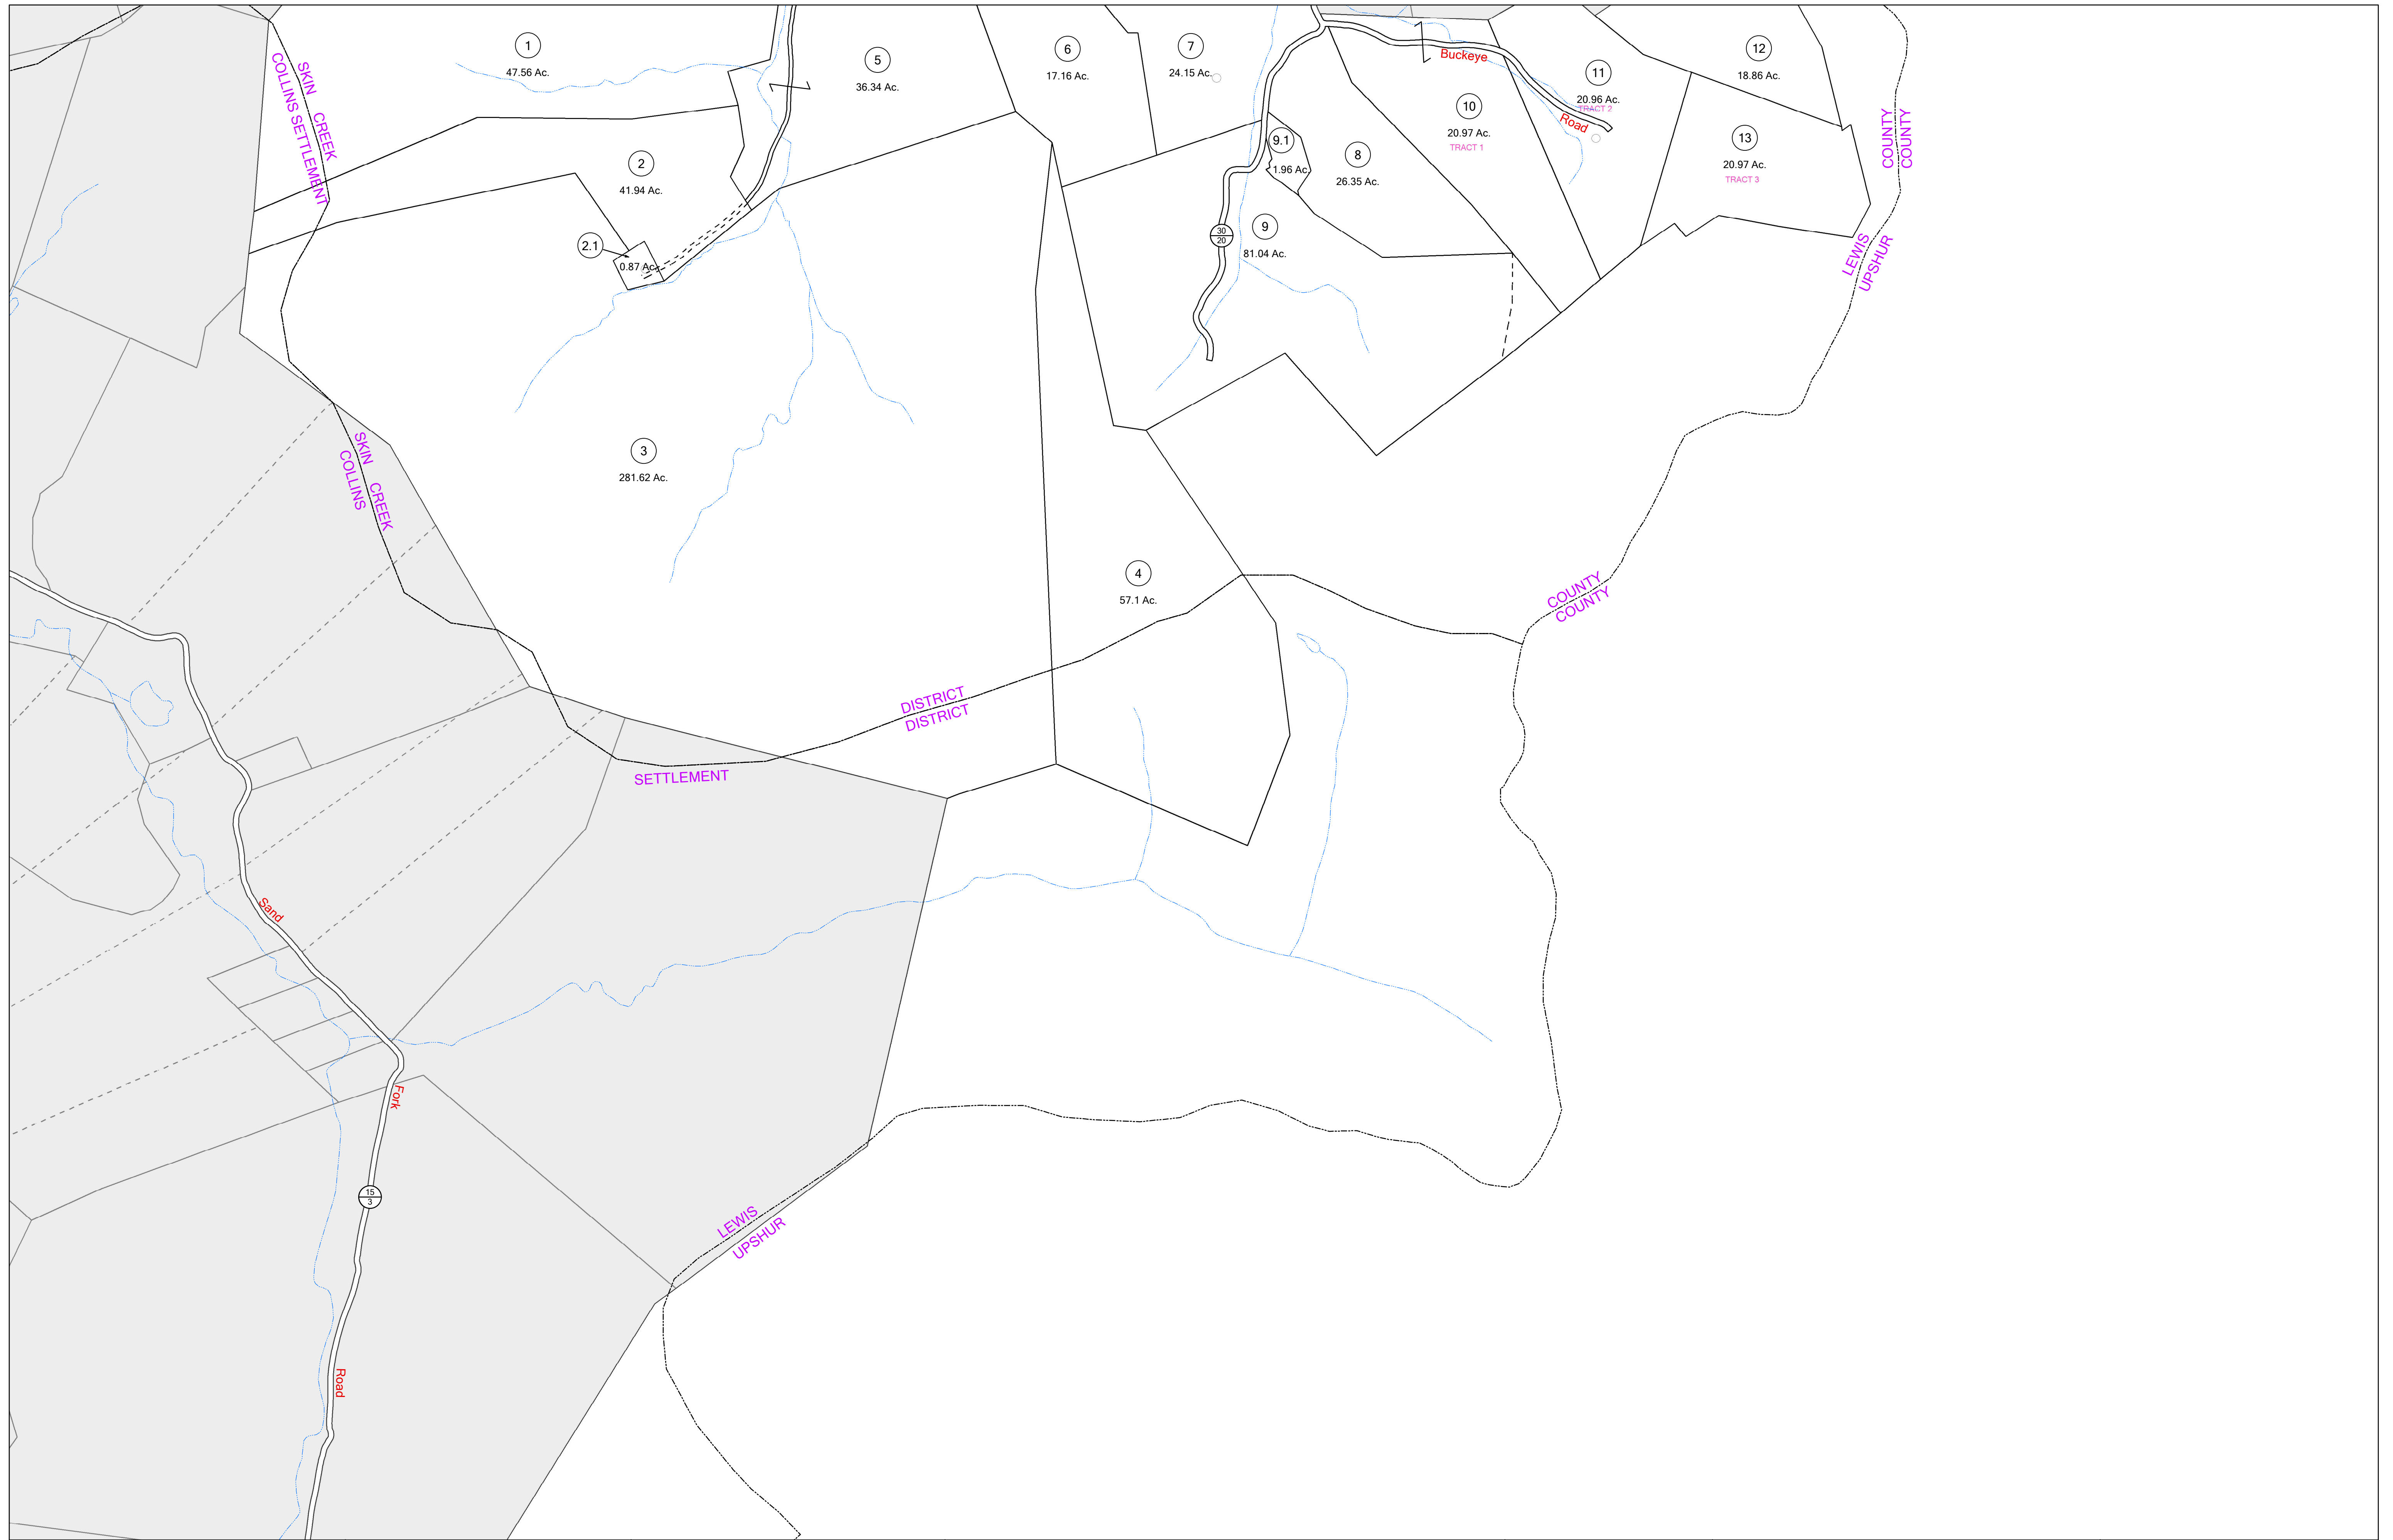 1
47.56 Ac.
5
36.34 Ac.
6
17.16 Ac.
7
24.15 Ac.
Buckeye
Road
11
20.96 Ac.
TRACT 2
12
18.86 Ac.
SKIN CREEK
COLLINS SETTLEMENT
2
41.94 Ac.
2.1
0.87 Ac.
9.1
1.96 Ac.
8
26.35 Ac.
10
20.97 Ac.
TRACT 1
13
20.97 Ac.
TRACT 3
COUNTY
COUNTY
30
20
9
81.04 Ac.
LEWIS
UPSHUR
SKIN CREEK
COLLINS
3
281.62 Ac.
4
57.1 Ac.
COUNTY
COUNTY
DISTRICT
DISTRICT
SETTLEMENT
Sand
Fork
15
3
Road
LEWIS
UPSHUR